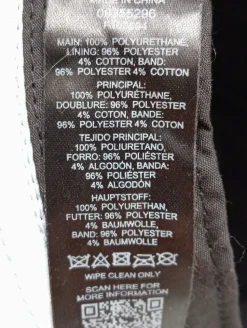 MADE IN CHINA
MAIN: 100% POLYURETHANE,
LINING: 96% POLYESTER
4% COTTON, BAND:
96% POLYESTER 4% COTTON
PRINCIPAL:
100% POLYURÉTHANE,
DOUBLURE: 96% POLYESTER
4% COTON, BANDE:
96% POLYESTER 4% COTON
TEJIDO PRINCIPAL:
100% POLIURETANO,
FORRO: 96% POLIÉSTER
4% ALGODÓN, BANDA:
96% POLIÉSTER
4% ALGODÓN
HAUPTSTOFF:
100% POLYURETHAN,
FUTTER: 96% POLYESTER
4% BAUMWOLLE,
BAND: 96% POLYESTER
4% BAUMWOLLE
WIPE CLEAN ONLY
SCAN HERE FOR
MORE INFORMATION